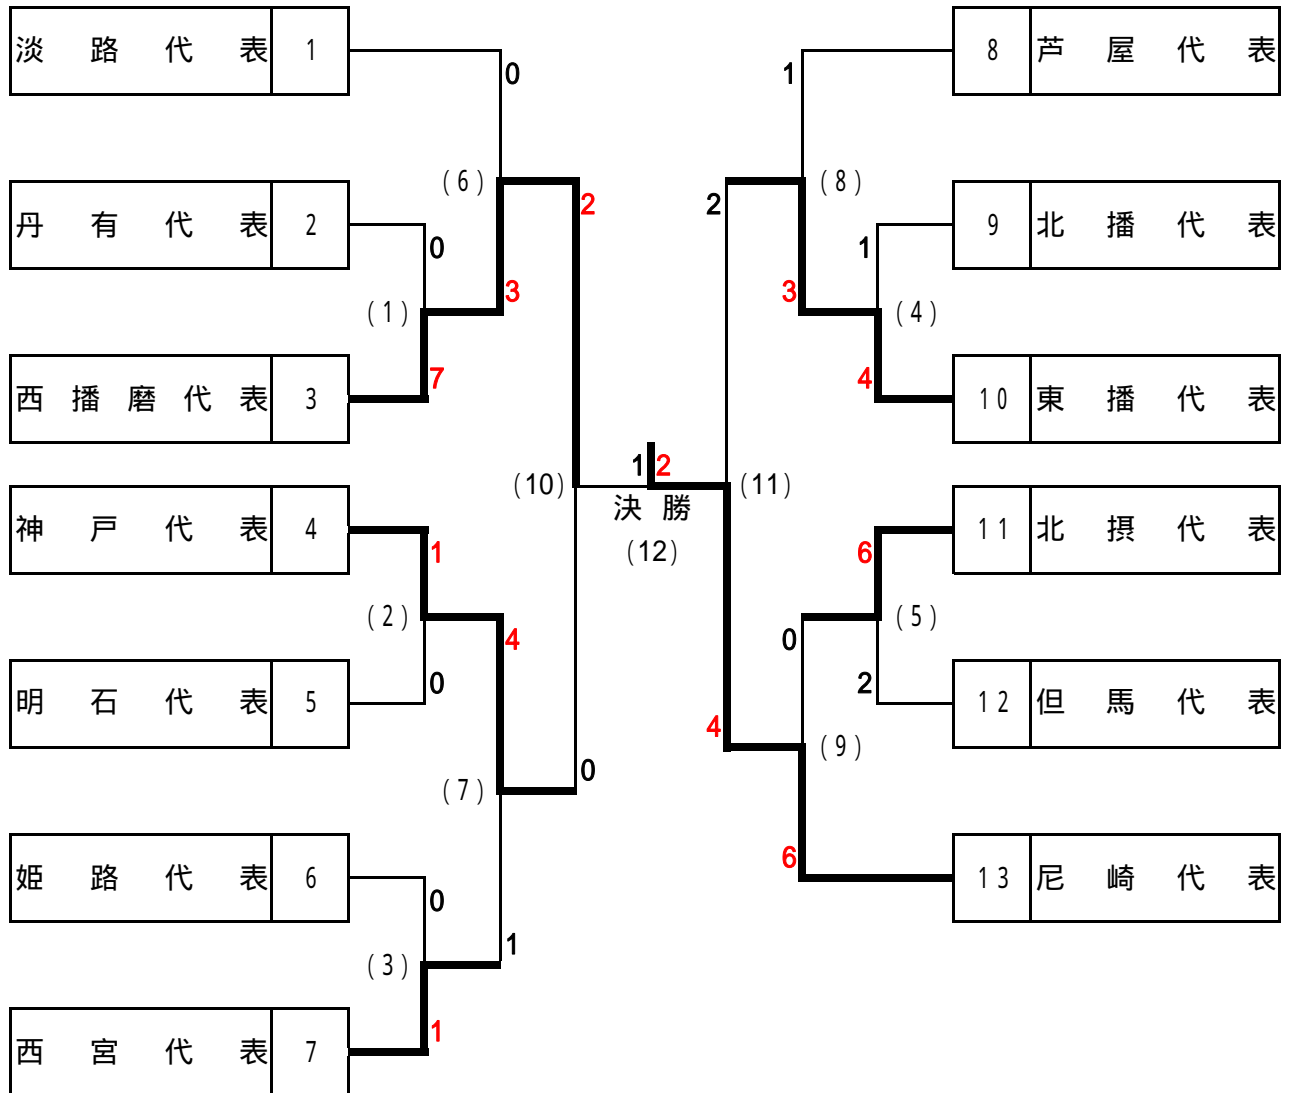 淡路代表 1
0
(6)
2
丹有代表 2
0
3
(1)
西播磨代表 3
7
(10)
神戸代表 4
1
(2)
4
明石代表 5
0
(7)
0
姫路代表 6
0
1
(3)
西宮代表 7
1
1 2
決勝
(12)
8 芦屋代表
1
(8)
2
9 北播代表
1
3
(4)
10 東播代表
4
(11)
11 北摂代表
6
(5)
0
12 但馬代表
2
4
(9)
13 尼崎代表
6